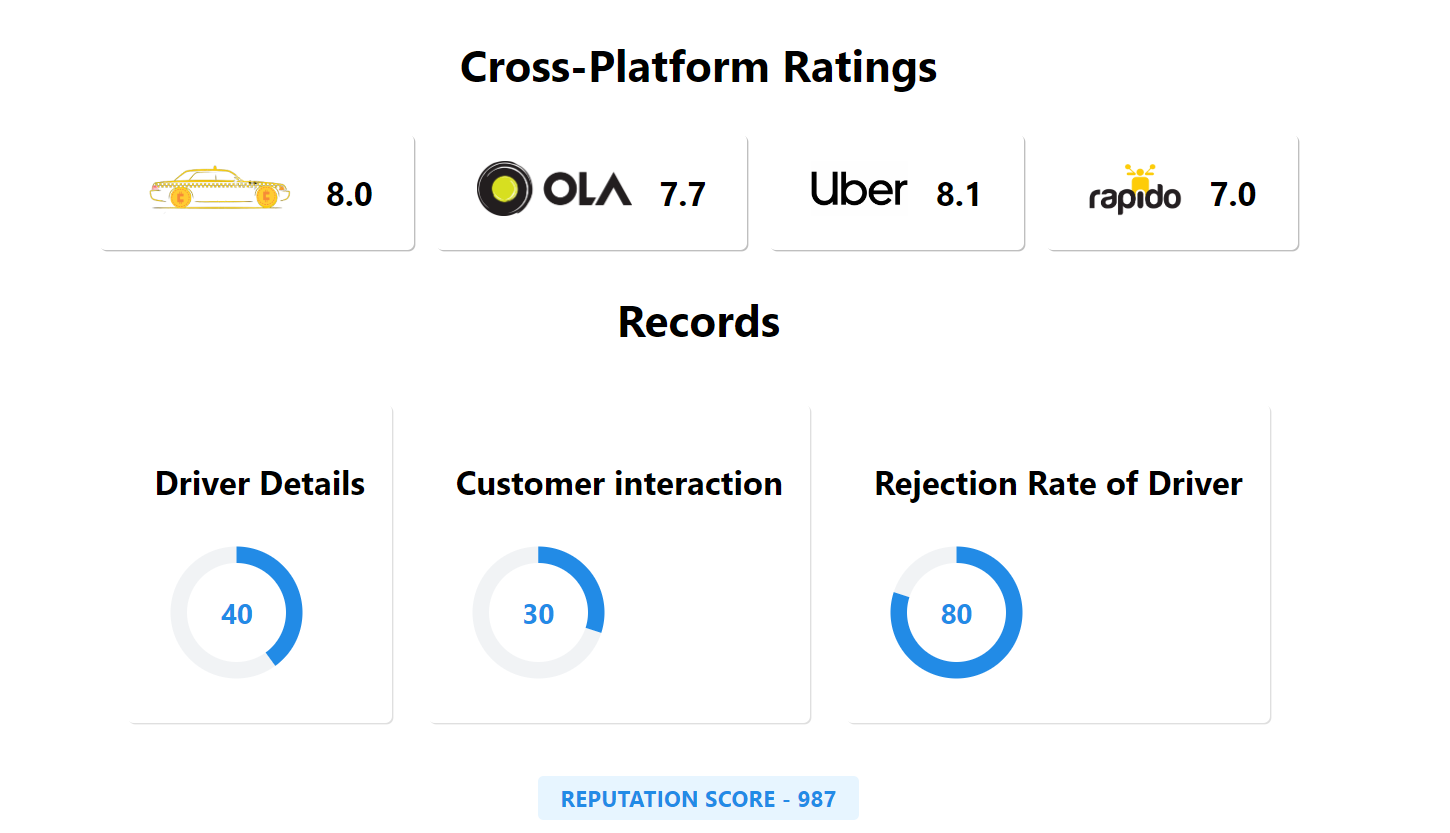 Cross-Platform Ratings
8.0
OLA 7.7
Uber 8.1
rapido 7.0
Records
Driver Details
Customer interaction
Rejection Rate of Driver
40
30
80
REPUTATION SCORE - 987